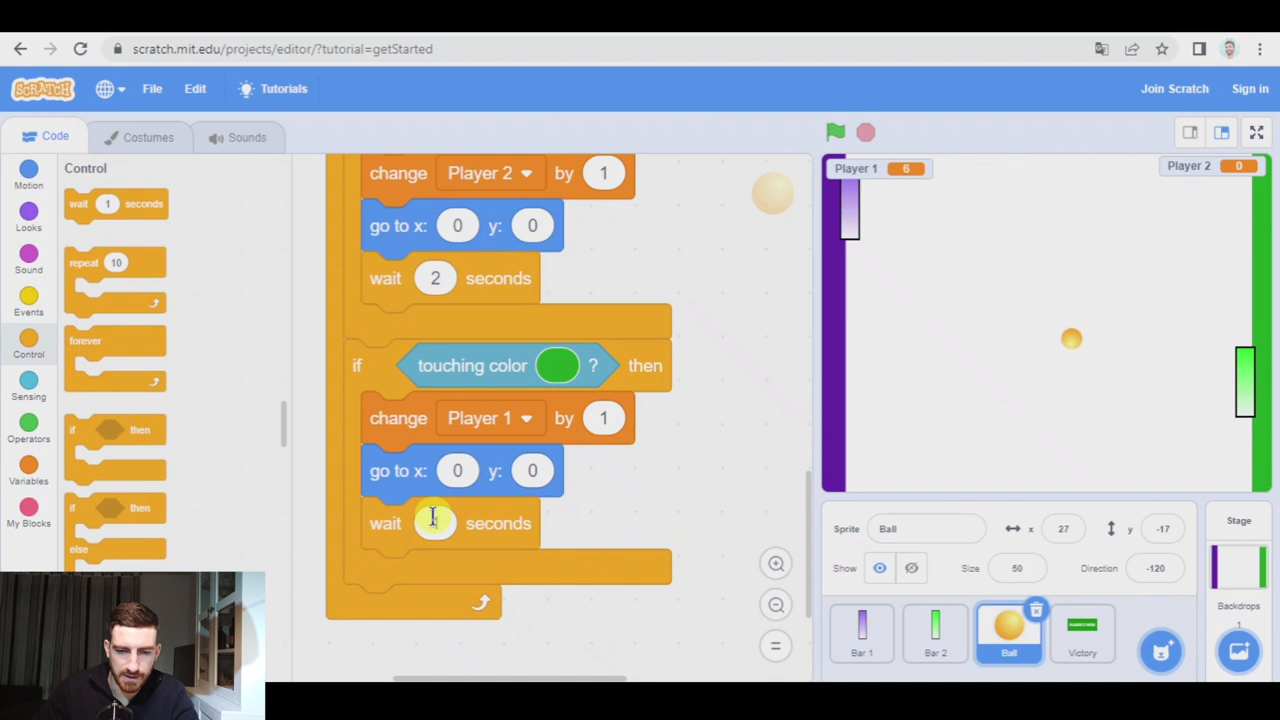 scratch.mit.edu/projects/editor/?tutorial=getStarted
SCRATCH File Edit Tutorials Join Scratch Sign in
Code Costumes Sounds
Motion
Looks
Sound
Events
Control
Sensing
Operators
Variables
My Blocks
Control
wait 1 seconds
repeat 10
forever
if then
if then
else
change Player 2 by 1
go to x: 0 y: 0
wait 2 seconds
if touching color ? then
change Player 1 by 1
go to x: 0 y: 0
wait seconds
Player 1 6
Player 2 0
Sprite Ball x 27 y -17
Show Size 50 Direction -120
Bar 1 Bar 2 Ball Victory
Stage
Backdrops
1